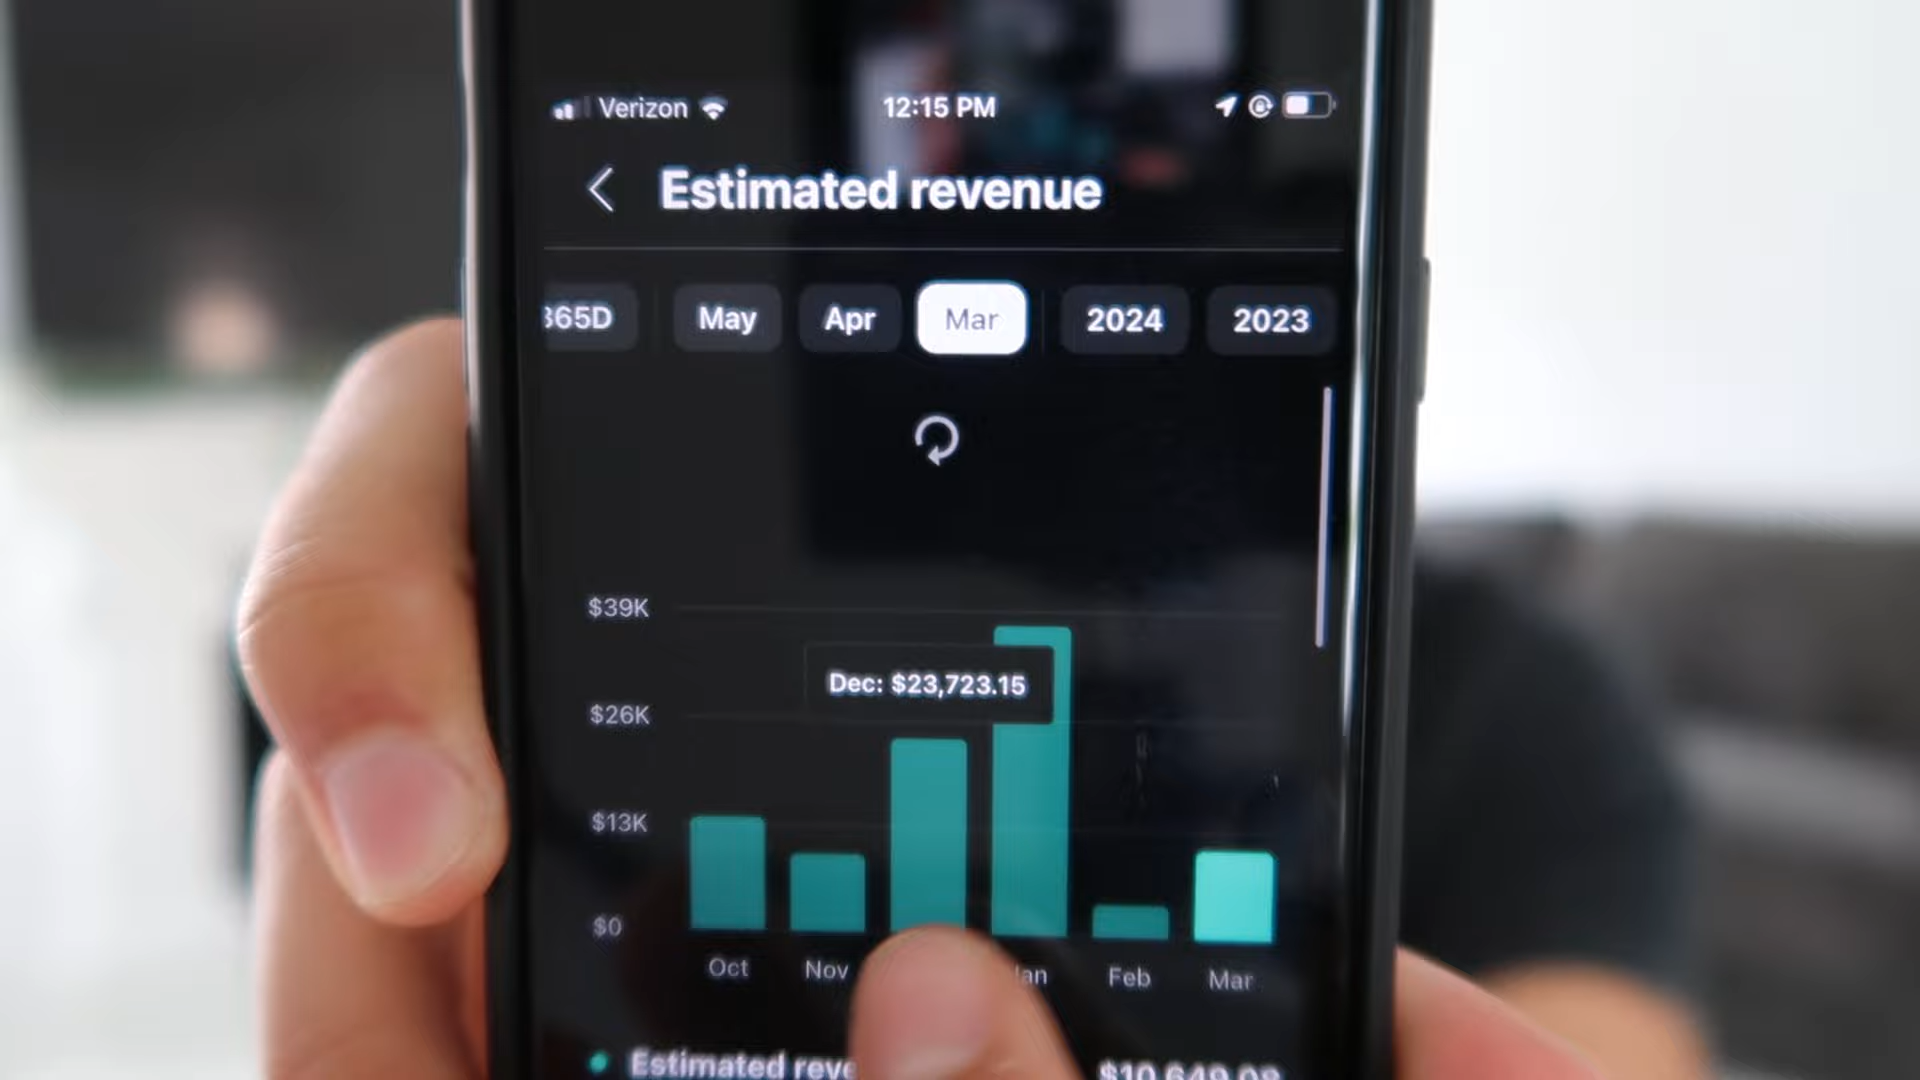 Verizon 12:15 PM
Estimated revenue
365D May Apr Mar 2024 2023
$39K
Dec: $23,723.15
$26K
$13K
$0
Oct Nov Feb Mar
Estimated reve